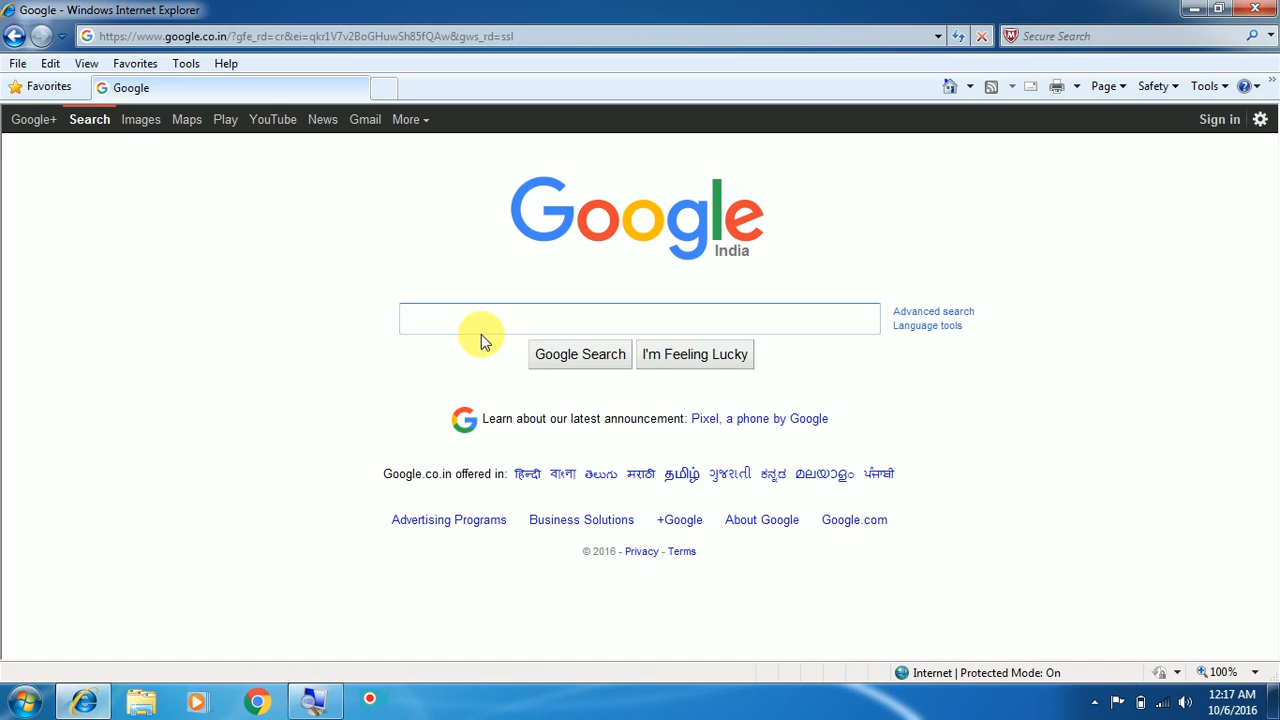 Google - Windows Internet Explorer
https://www.google.co.in/?gfe_rd=cr&ei=qkr1V7v2BoGHuwSh85fQAw&gws_rd=ssl
Secure Search
File Edit View Favorites Tools Help
Favorites
Google
Page Safety Tools
Google+ Search Images Maps Play YouTube News Gmail More
Sign in
Google
India
Advanced search
Language tools
Google Search
I'm Feeling Lucky
Learn about our latest announcement: Pixel, a phone by Google
Google.co.in offered in: हिन्दी বাংলা తెలుగు मराठी தமிழ் ગુજરાતી ಕನ್ನಡ മലയാളം ਪੰਜਾਬੀ
Advertising Programs Business Solutions +Google About Google Google.com
© 2016 - Privacy - Terms
Internet | Protected Mode: On
100%
12:17 AM
10/6/2016